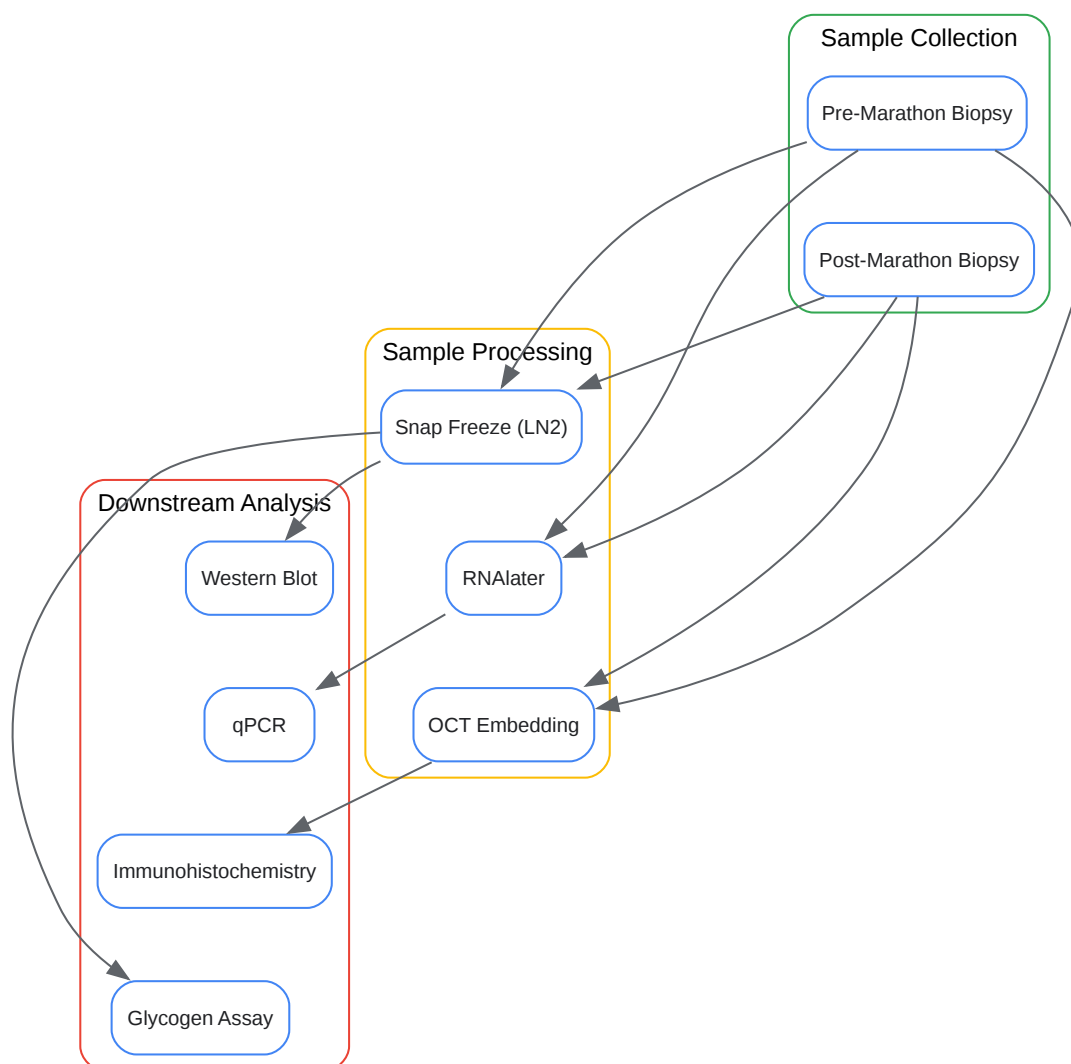 Sample Collection
Pre-Marathon Biopsy
Post-Marathon Biopsy
Sample Processing
Snap Freeze (LN2)
RNAlater
OCT Embedding
Downstream Analysis
Western Blot
qPCR
Immunohistochemistry
Glycogen Assay